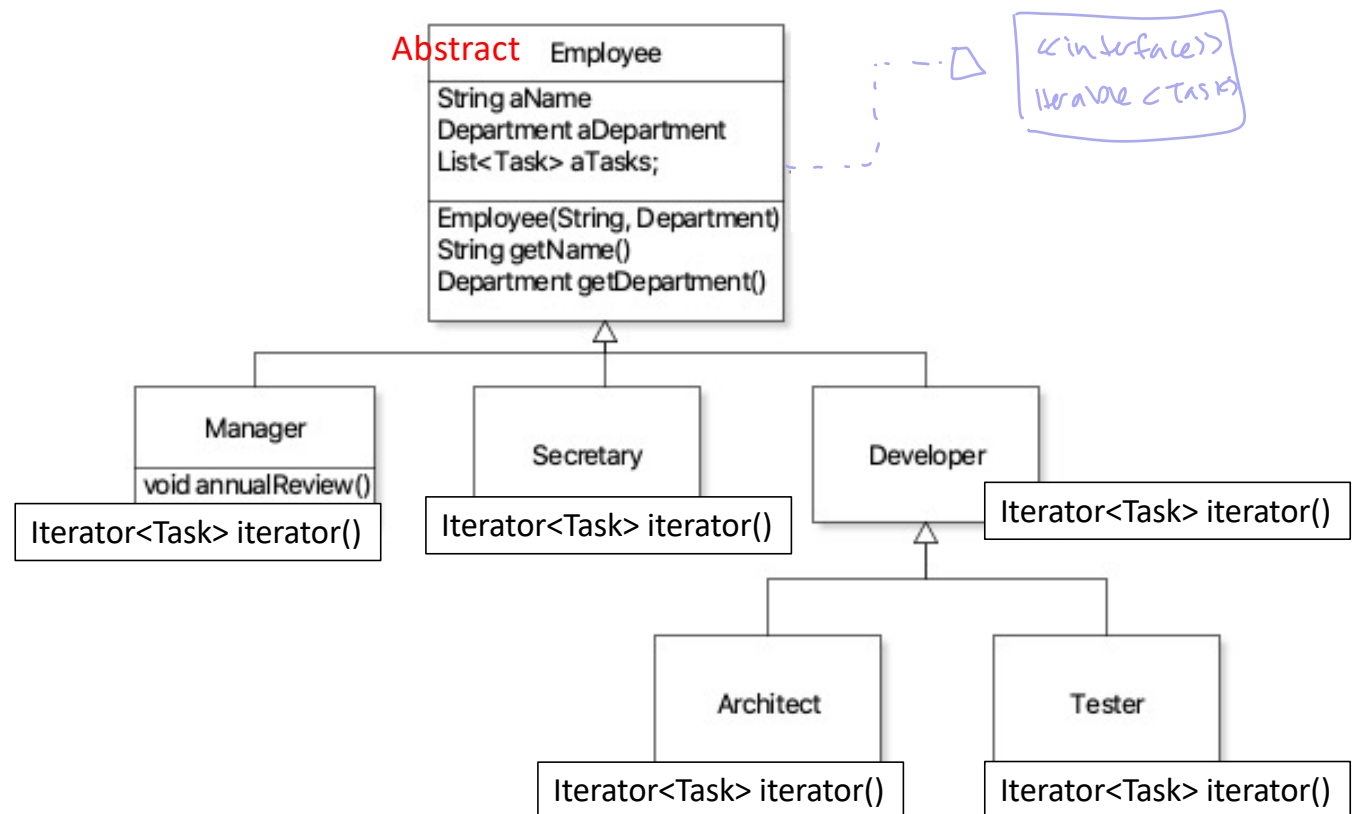 Abstract
Employee
<<interface>>
Iterable <Task>
String aName
Department aDepartment
List<Task> aTasks;
Employee(String, Department)
String getName()
Department getDepartment()
Manager
void annualReview()
Iterator<Task> iterator()
Secretary
Iterator<Task> iterator()
Developer
Iterator<Task> iterator()
Architect
Iterator<Task> iterator()
Tester
Iterator<Task> iterator()